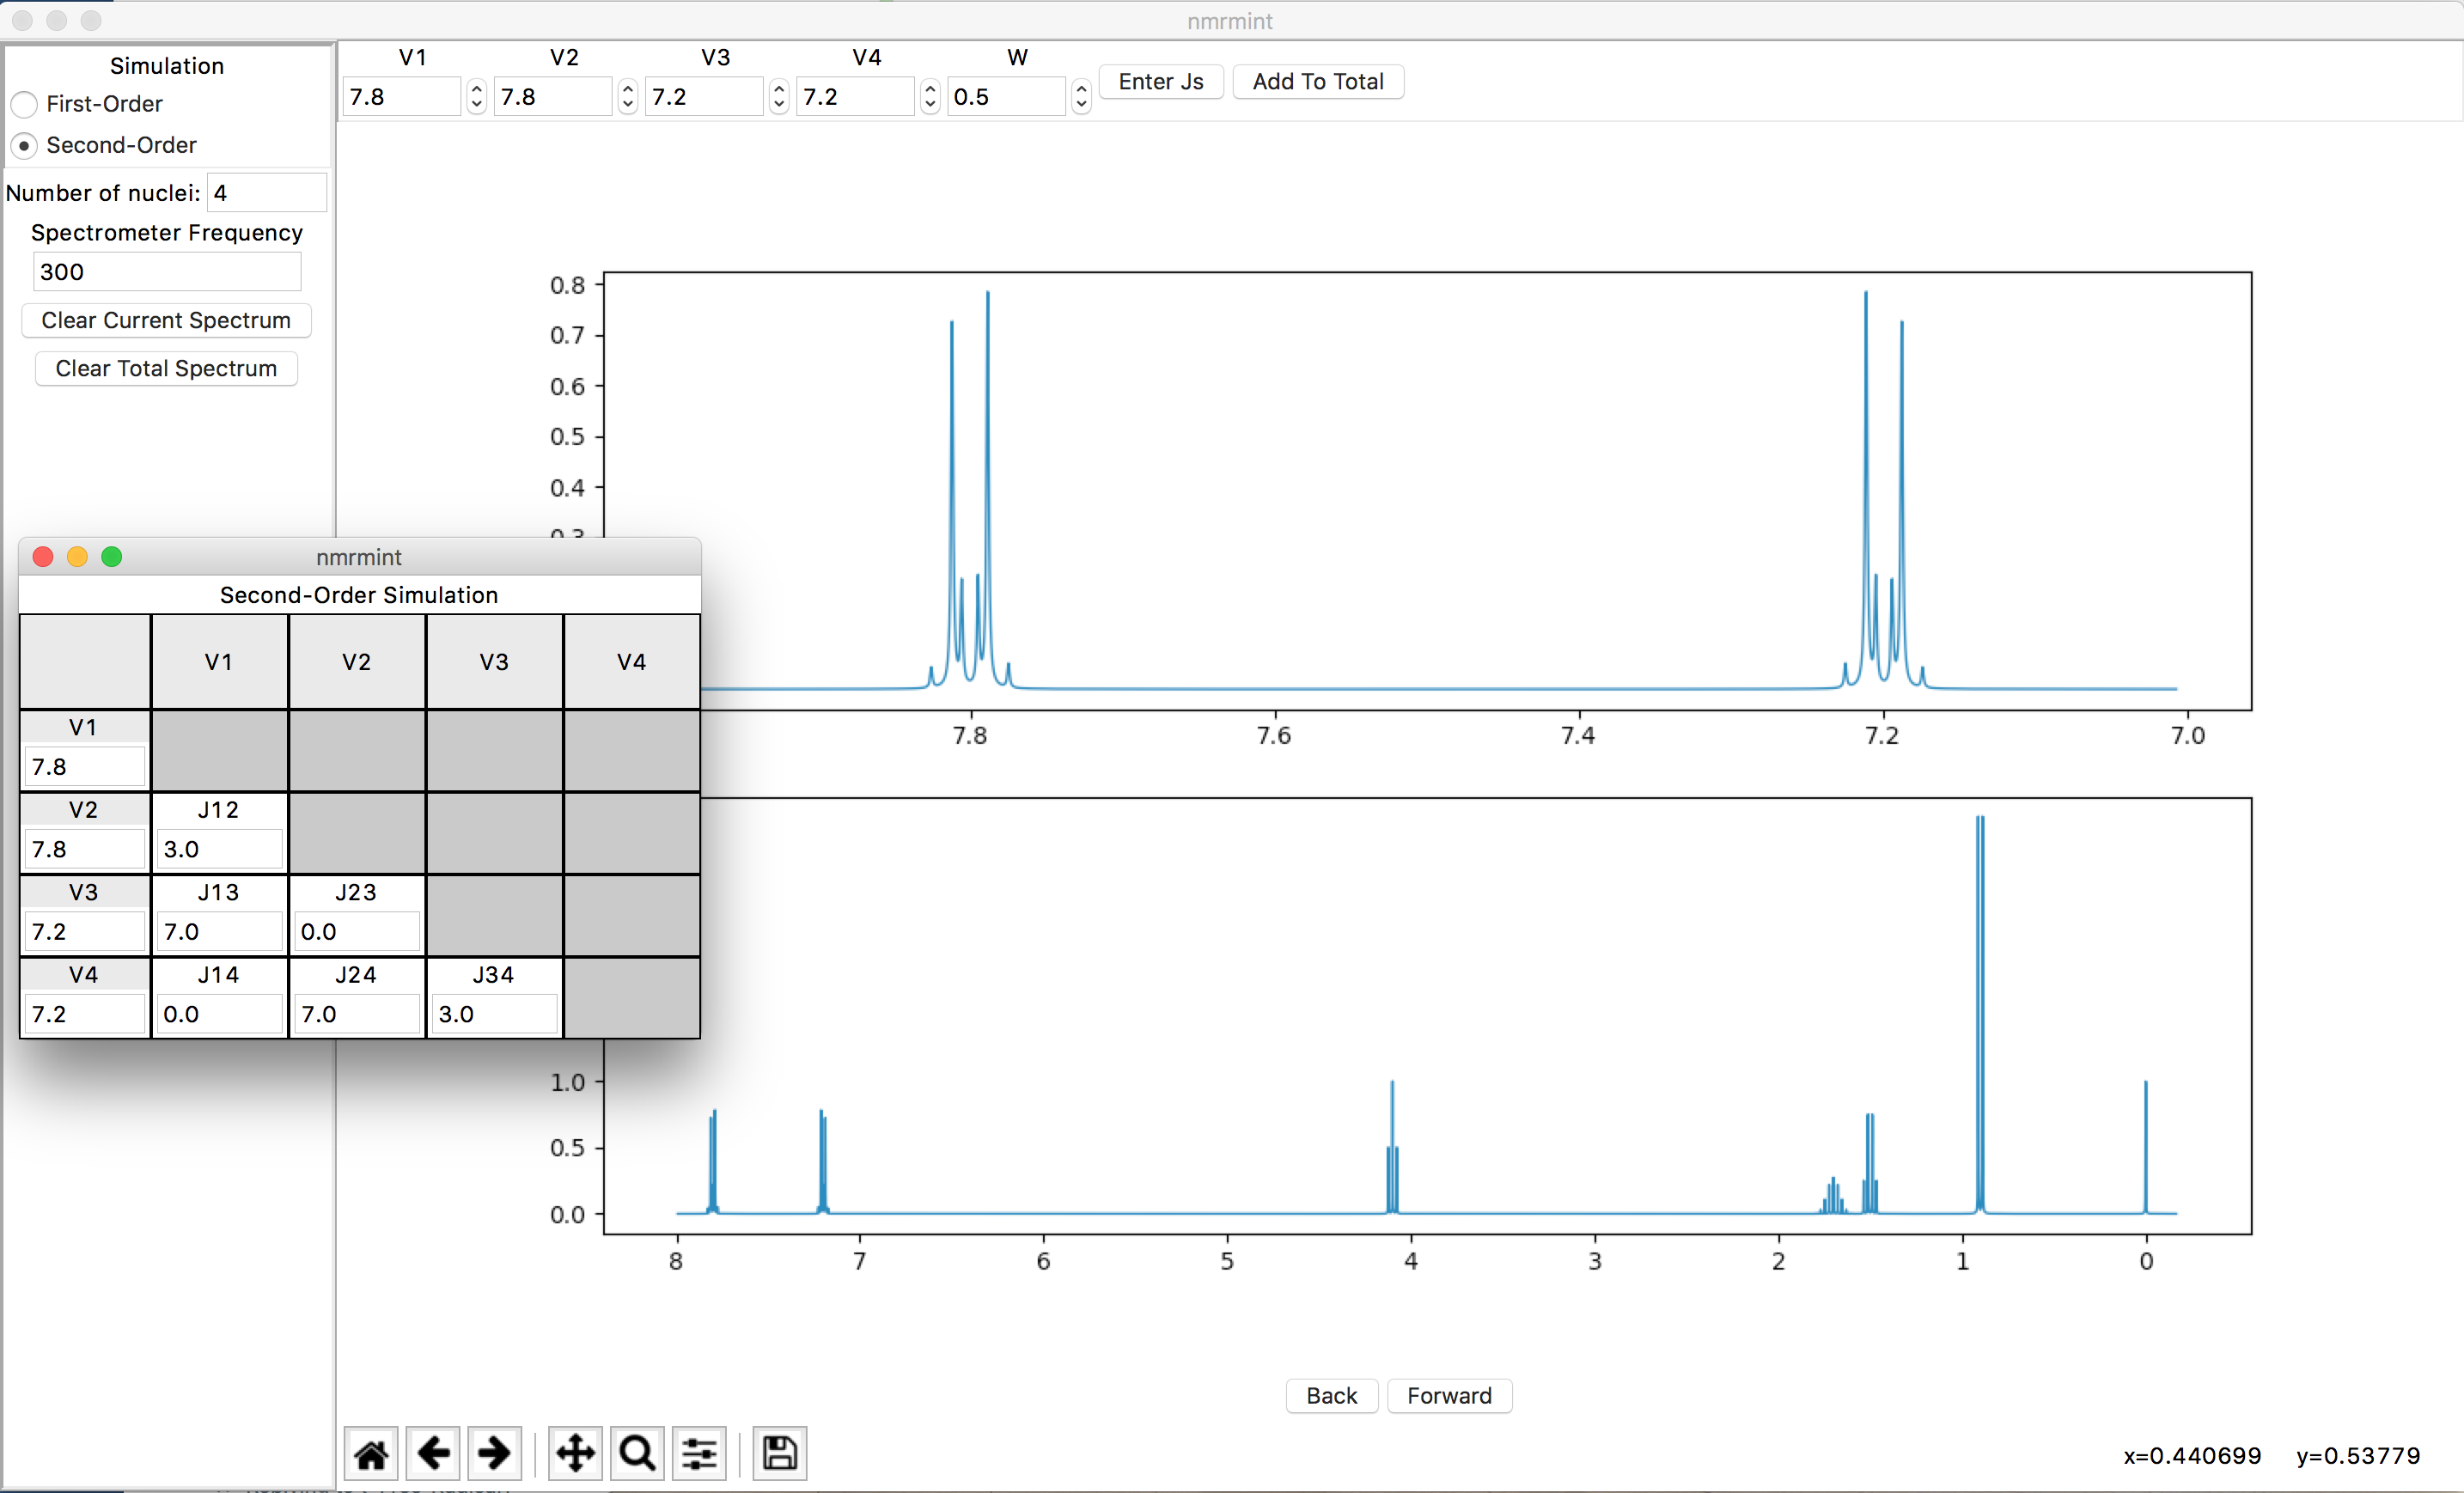 nmrmint
Simulation
First-Order
Second-Order
Number of nuclei: 4
Spectrometer Frequency
300
Clear Current Spectrum
Clear Total Spectrum
V1 V2 V3 V4 W
7.8 7.8 7.2 7.2 0.5 Enter Js Add To Total
0.8
0.7
0.6
0.5
0.4
7.8 7.6 7.4 7.2 7.0
nmrmint
Second-Order Simulation
V1 V2 V3 V4
V1
7.8
V2 J12
7.8 3.0
V3 J13 J23
7.2 7.0 0.0
V4 J14 J24 J34
7.2 0.0 7.0 3.0
1.0
0.5
0.0
8 7 6 5 4 3 2 1 0
Back Forward
x=0.440699 y=0.53779